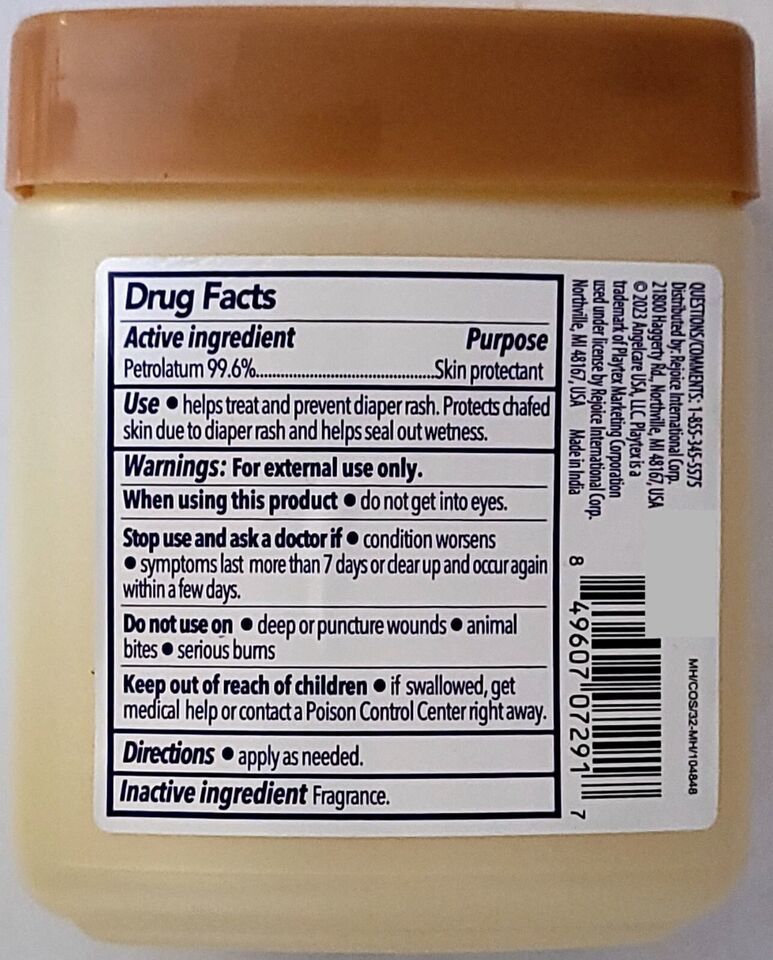 Drug Facts
Active ingredient Purpose
Petrolatum 99.6%..................................................Skin protectant
Use • helps treat and prevent diaper rash. Protects chafed
skin due to diaper rash and helps seal out wetness.
Warnings: For external use only.
When using this product • do not get into eyes.
Stop use and ask a doctor if • condition worsens
• symptoms last more than 7 days or clear up and occur again
within a few days.
Do not use on • deep or puncture wounds • animal
bites • serious burns
Keep out of reach of children • if swallowed, get
medical help or contact a Poison Control Center right away.
Directions • apply as needed.
Inactive ingredient Fragrance.
QUESTIONS/COMMENTS: 1-855-345-5575
Distributed by: Rejoice International Corp.
21800 Haggerty Rd., Northville, MI 48167, USA
© 2023 Angelcare USA, LLC. Playtex is a
trademark of Playtex Marketing Corporation
used under license by Rejoice International Corp.
Northville, MI 48167, USA Made in India
8 49607 07291 7
MH/COS/32-MH/104848